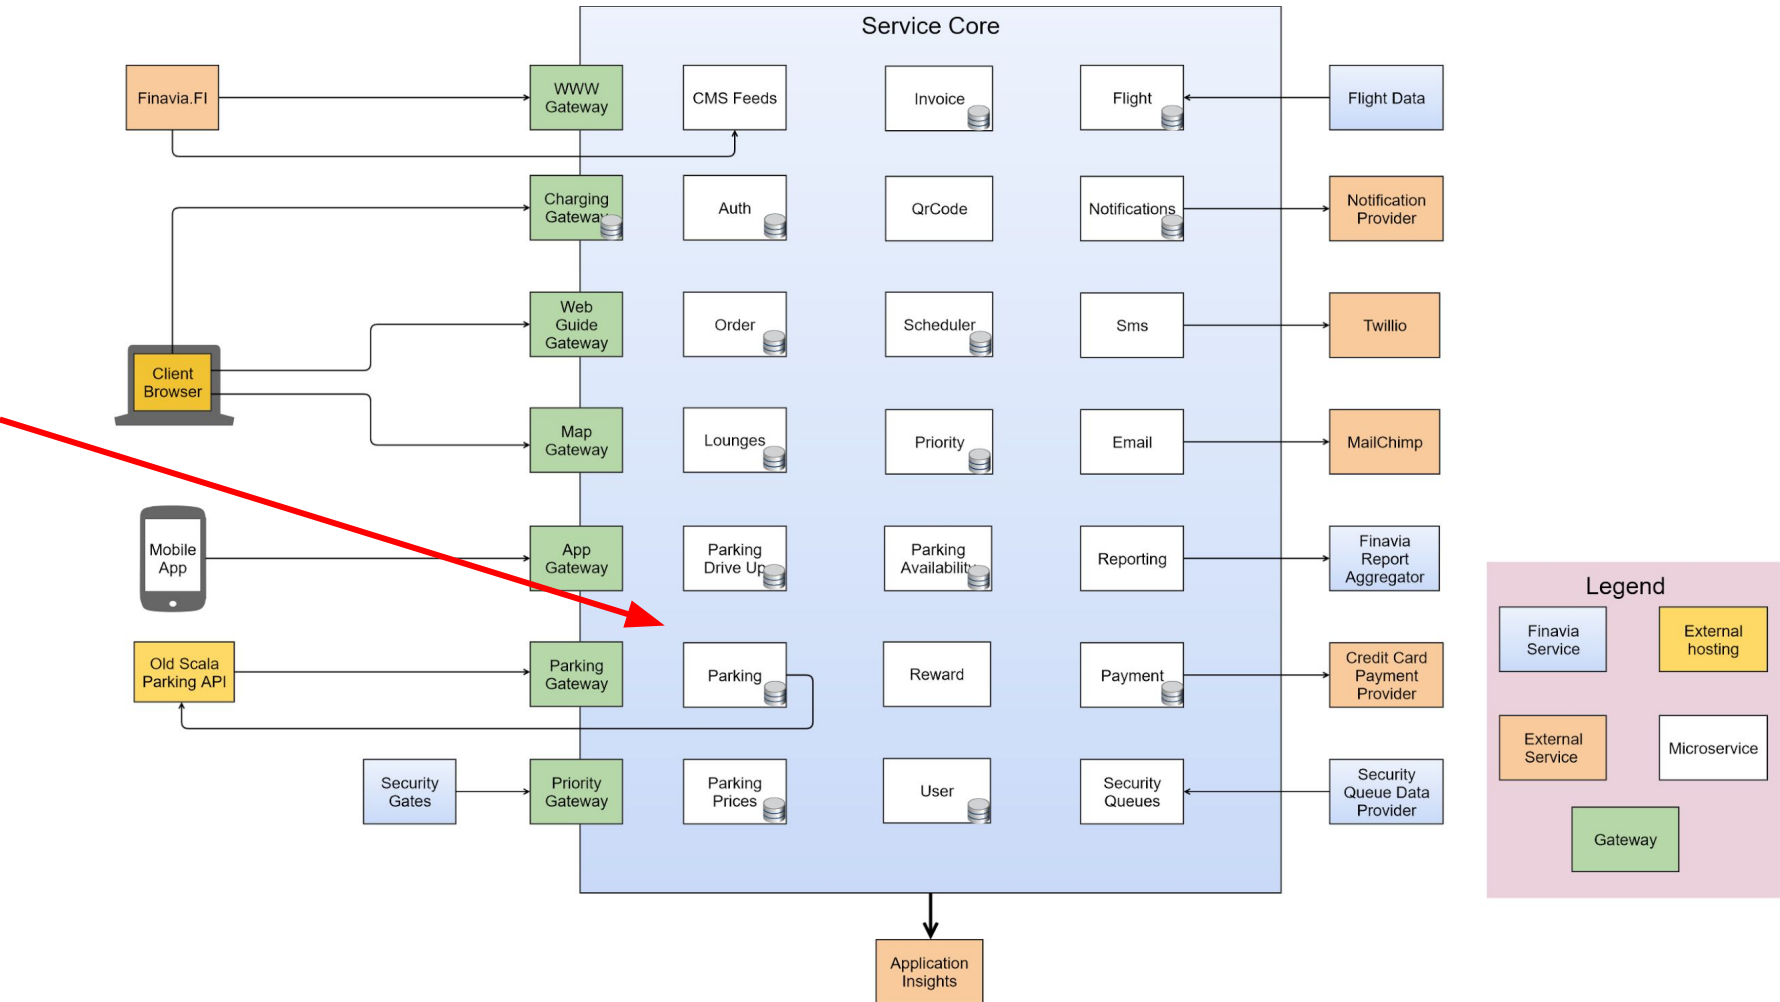 Service Core
Finavia.FI
WWW
Gateway
CMS Feeds
Invoice
Flight
Flight Data
Charging
Gateway
Auth
QrCode
Notifications
Notification
Provider
Web
Guide
Gateway
Order
Scheduler
Sms
Twillio
Client
Browser
Map
Gateway
Lounges
Priority
Email
MailChimp
Mobile
App
App
Gateway
Parking
Drive Up
Parking
Availability
Reporting
Finavia
Report
Aggregator
Old Scala
Parking API
Parking
Gateway
Parking
Reward
Payment
Credit Card
Payment
Provider
Security
Gates
Priority
Gateway
Parking
Prices
User
Security
Queues
Security
Queue Data
Provider
Application
Insights
Legend
Finavia
Service
External
hosting
External
Service
Microservice
Gateway